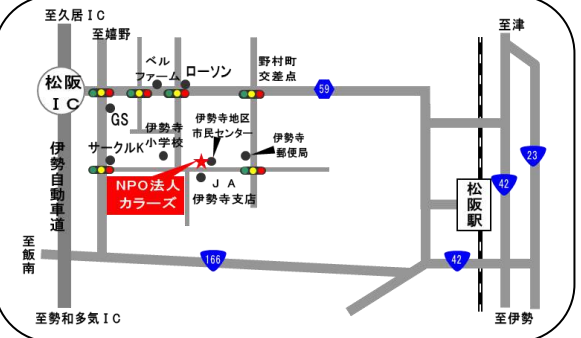 至久居IC
至嬉野
至津
ベル
ファーム
ローソン
野村町
交差点
松阪
IC
59
GS
伊勢寺
小学校
伊勢寺地区
市民センター
伊勢寺
郵便局
サークルK
23
伊勢自動車道
NPO法人
カラーズ
JA
伊勢寺支店
42
松阪駅
至飯南
166
42
至勢和多気IC
至伊勢